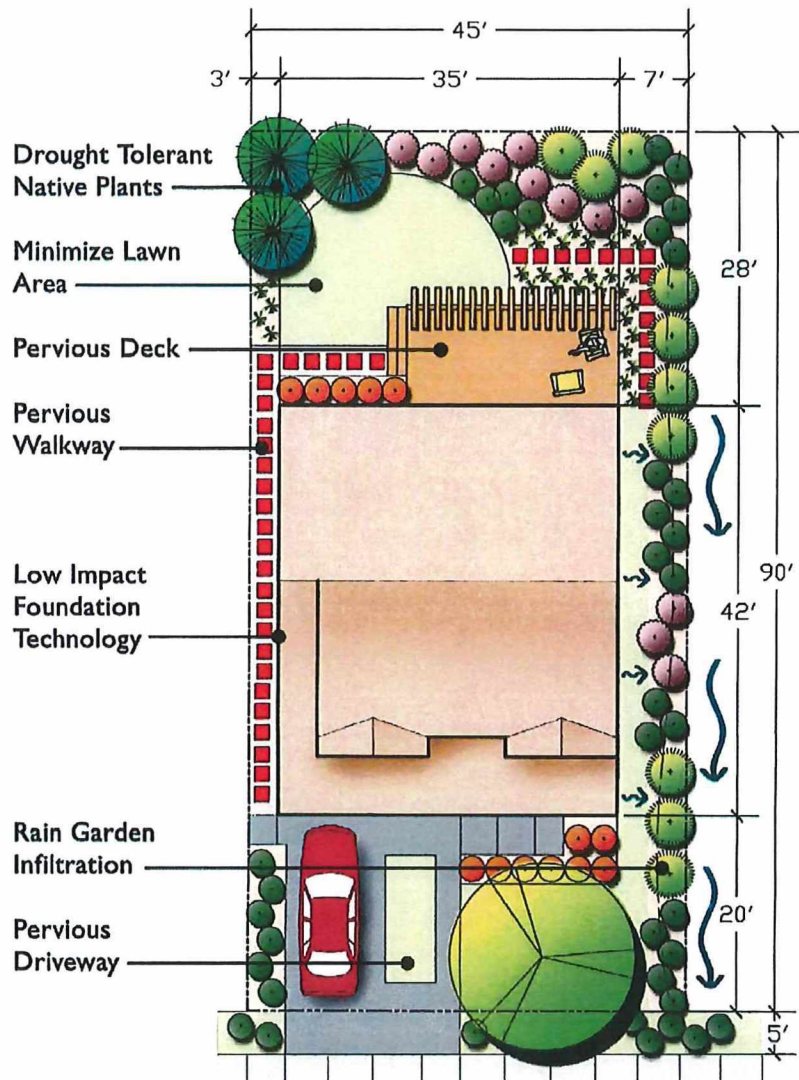 45'
3'
35'
7'
Drought Tolerant
Native Plants
Minimize Lawn
Area
28'
Pervious Deck
Pervious
Walkway
Low Impact
Foundation
Technology
90'
42'
Rain Garden
Infiltration
20'
Pervious
Driveway
5'